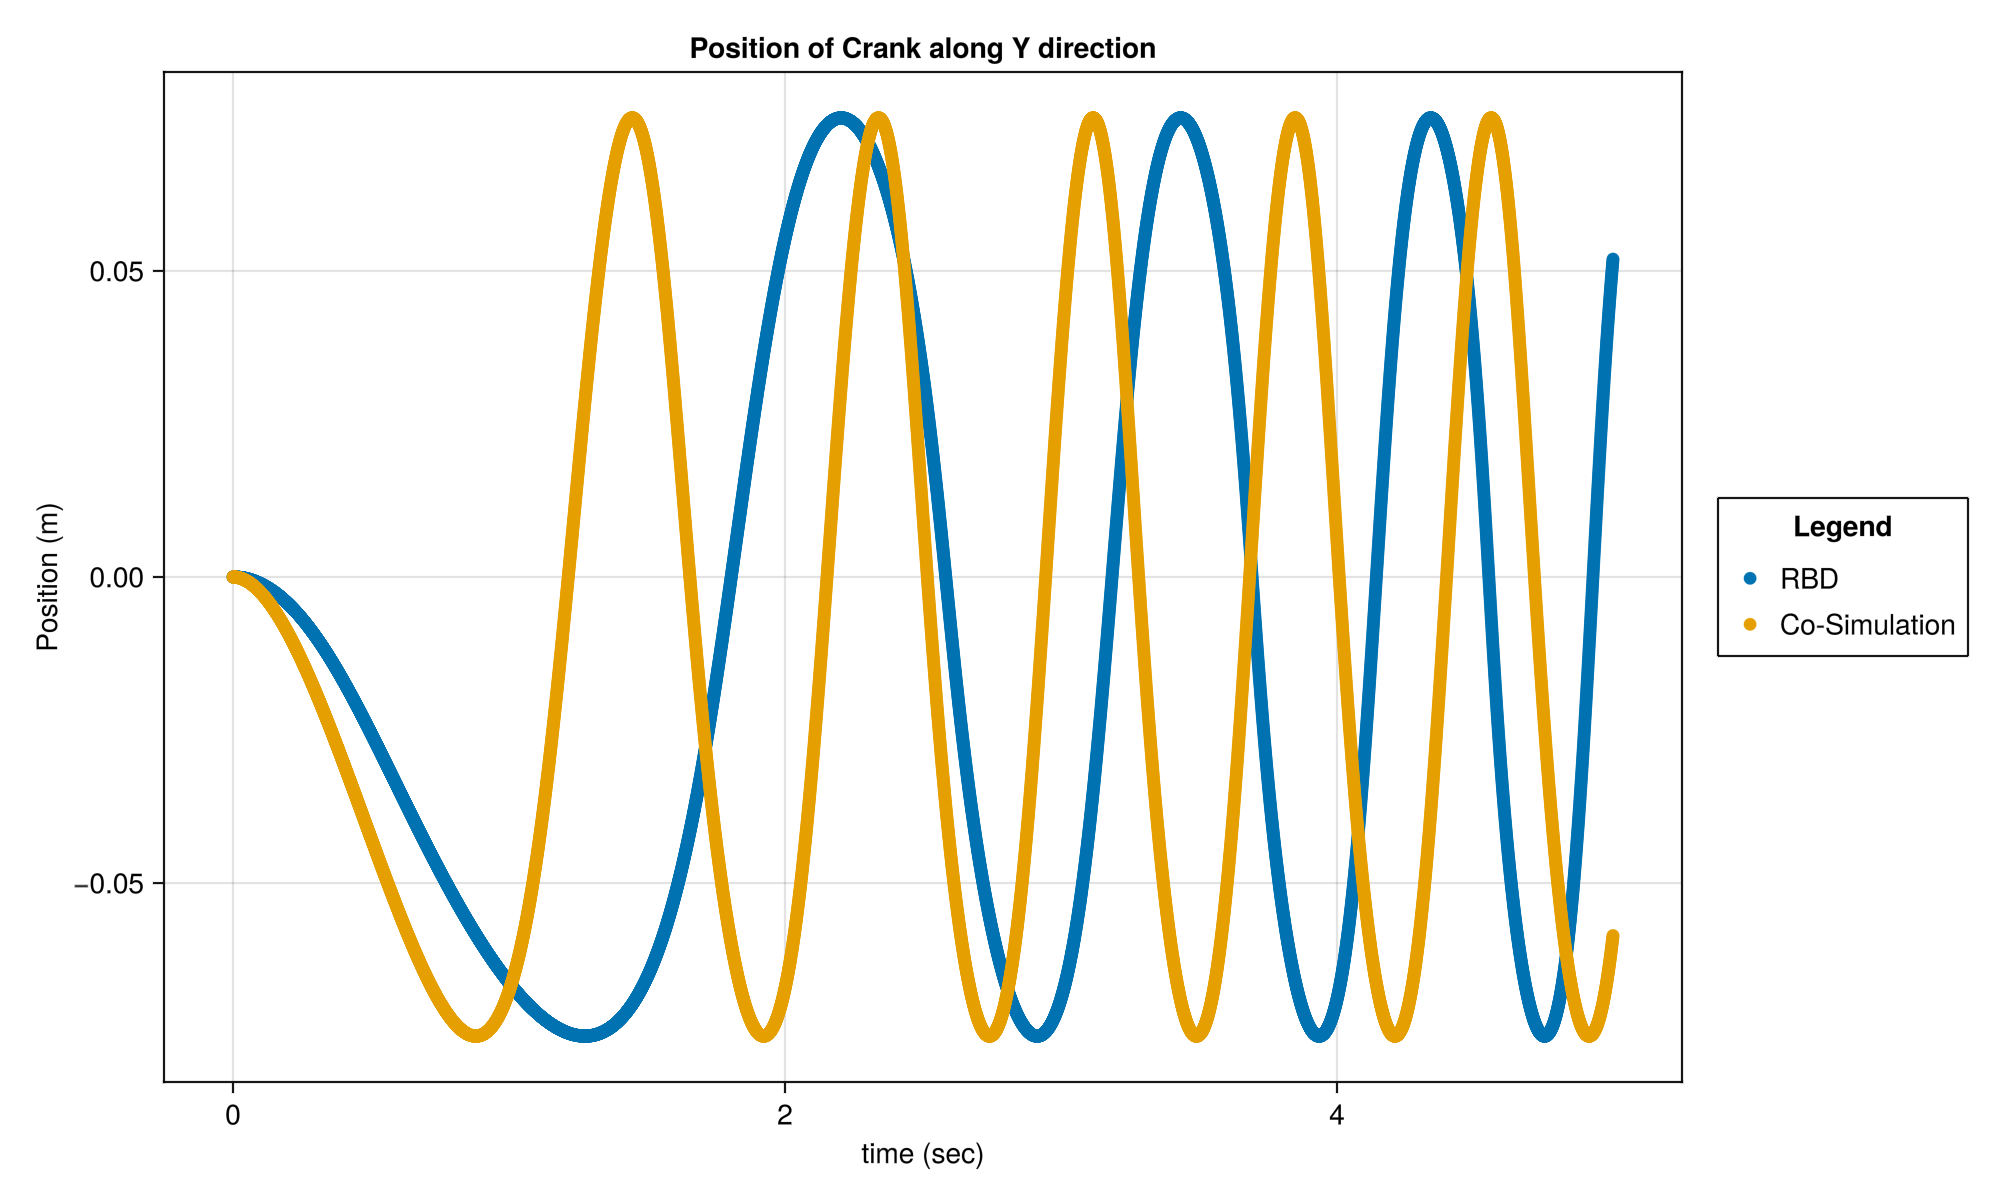 Position of Crank along Y direction
Position (m)
0.05
0.00
−0.05
0
2
4
time (sec)
Legend
RBD
Co-Simulation